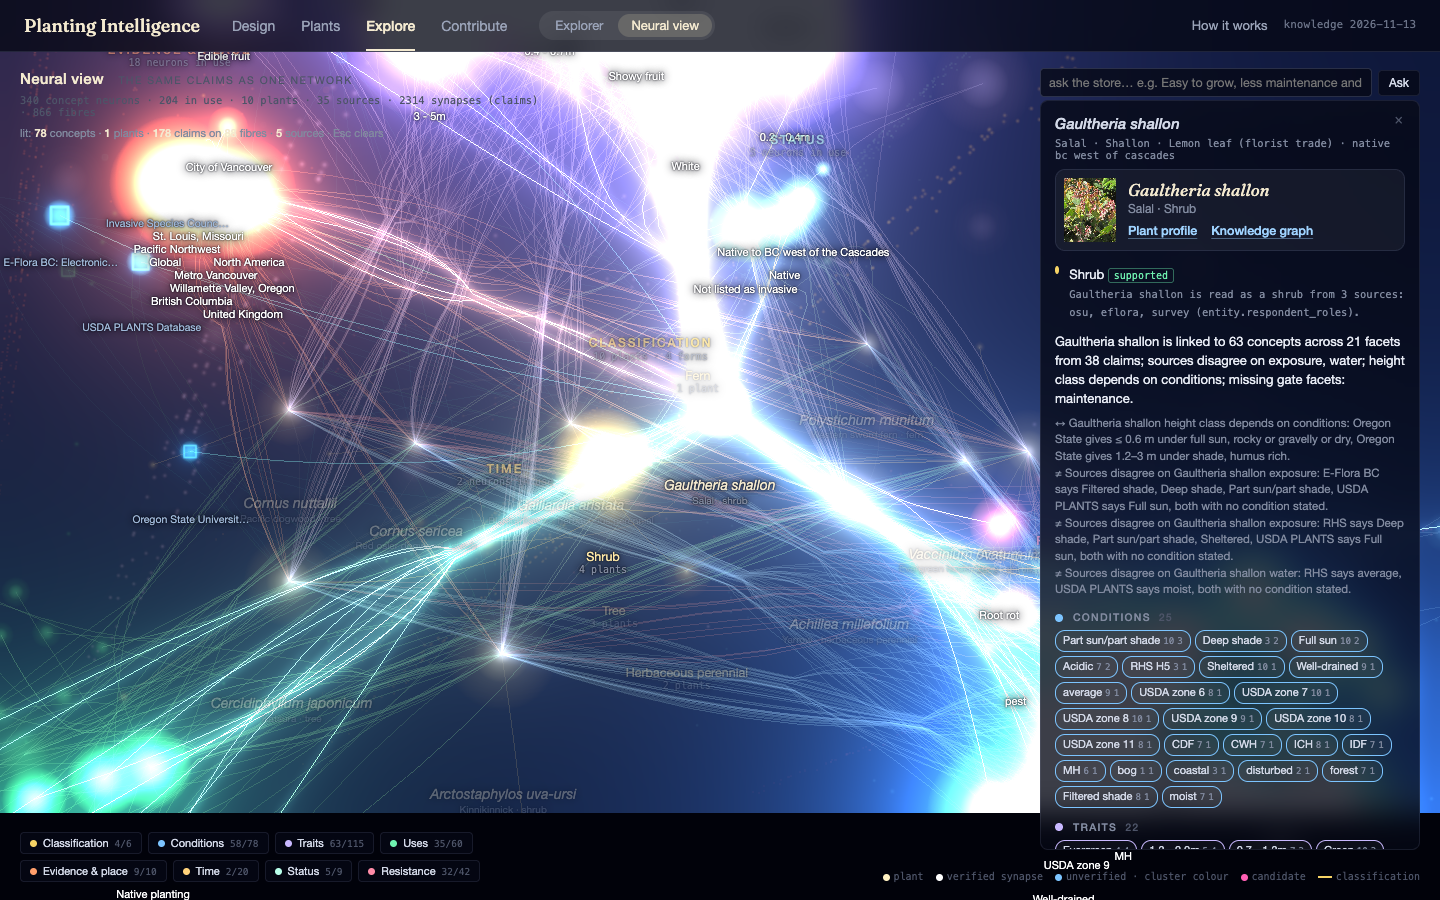 Planting Intelligence
Design
Plants
Explore
Contribute
Explorer
Neural view
How it works
knowledge 2026-11-13
18 neurons in use
Edible fruit
Showy fruit
Neural view
SAME CLAIMS AS ONE NETWORK
340 concept neurons · 204 in use · 10 plants · 35 sources · 2314 synapses (claims)
· 866 fibres
3 - 5m
lit: 78 concepts · 1 plants · 178 claims on fibres · 5 sources · Esc clears
STATUS
City of Vancouver
White
Invasive Species Counc...
St. Louis, Missouri
Pacific Northwest
E-Flora BC: Electronic...
Global
North America
Metro Vancouver
Willamette Valley, Oregon
British Columbia
United Kingdom
USDA PLANTS Database
Native to BC west of the Cascades
Native
Not listed as invasive
CLASSIFICATION
Fern
1 plant
Polystichum munitum
TIME
Gaultheria shallon
Salal · shrub
Gaillardia aristata
Cornus nuttallii
Pacific dogwood · tree
Oregon State Universit...
Cornus sericea
Shrub
4 plants
Tree
Root rot
Achillea millefolium
Herbaceous perennial
2 plants
pest
Cercidiphyllum japonicum
Arctostaphylos uva-ursi
Kinnikinnick · shrub
ask the store... e.g. Easy to grow, less maintenance and
Ask
Gaultheria shallon
×
Salal · Shallon · Lemon leaf (florist trade) · native
bc west of cascades
Gaultheria shallon
Salal · Shrub
Plant profile
Knowledge graph
Shrub supported
Gaultheria shallon is read as a shrub from 3 sources:
osu, eflora, survey (entity.respondent_roles).
Gaultheria shallon is linked to 63 concepts across 21 facets
from 38 claims; sources disagree on exposure, water; height
class depends on conditions; missing gate facets:
maintenance.
↔ Gaultheria shallon height class depends on conditions: Oregon
State gives ≤ 0.6 m under full sun, rocky or gravelly or dry, Oregon
State gives 1.2–3 m under shade, humus rich.
≠ Sources disagree on Gaultheria shallon exposure: E-Flora BC
says Filtered shade, Deep shade, Part sun/part shade, USDA
PLANTS says Full sun, both with no condition stated.
≠ Sources disagree on Gaultheria shallon exposure: RHS says Deep
shade, Part sun/part shade, Sheltered, USDA PLANTS says Full
sun, both with no condition stated.
≠ Sources disagree on Gaultheria shallon water: RHS says average,
USDA PLANTS says moist, both with no condition stated.
CONDITIONS 25
Part sun/part shade 10 3
Deep shade 3 2
Full sun 10 2
Acidic 7 2
RHS H5 3 1
Sheltered 10 1
Well-drained 9 1
average 9 1
USDA zone 6 8 1
USDA zone 7 10 1
USDA zone 8 10 1
USDA zone 9 9 1
USDA zone 10 8 1
USDA zone 11 8 1
CDF 7 1
CWH 7 1
ICH 8 1
IDF 7 1
MH 6 1
bog 1 1
coastal 3 1
disturbed 2 1
forest 7 1
Filtered shade 8 1
moist 7 1
TRAITS 22
Classification 4/6
Conditions 58/78
Traits 63/115
Uses 35/60
Evidence & place 9/10
Time 2/20
Status 5/9
Resistance 32/42
Native planting
MH
USDA zone 9
plant
verified synapse
unverified · cluster colour
candidate
classification
Well-drained